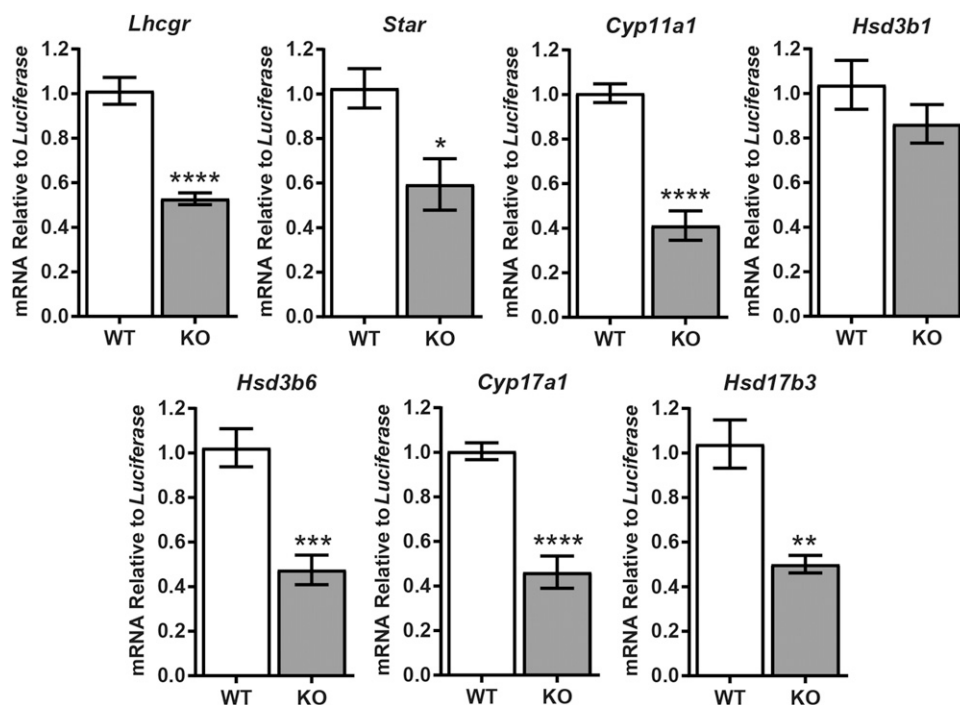 Lhcgr
Star
Cyp11a1
Hsd3b1
mRNA Relative to Luciferase
1.2
1.0
0.8
0.6
0.4
0.2
0.0
****
WT
KO
mRNA Relative to Luciferase
1.2
1.0
0.8
0.6
0.4
0.2
0.0
*
WT
KO
mRNA Relative to Luciferase
1.2
1.0
0.8
0.6
0.4
0.2
0.0
****
WT
KO
mRNA Relative to Luciferase
1.2
1.0
0.8
0.6
0.4
0.2
0.0
WT
KO
Hsd3b6
Cyp17a1
Hsd17b3
mRNA Relative to Luciferase
1.2
1.0
0.8
0.6
0.4
0.2
0.0
***
WT
KO
mRNA Relative to Luciferase
1.2
1.0
0.8
0.6
0.4
0.2
0.0
****
WT
KO
mRNA Relative to Luciferase
1.2
1.0
0.8
0.6
0.4
0.2
0.0
**
WT
KO